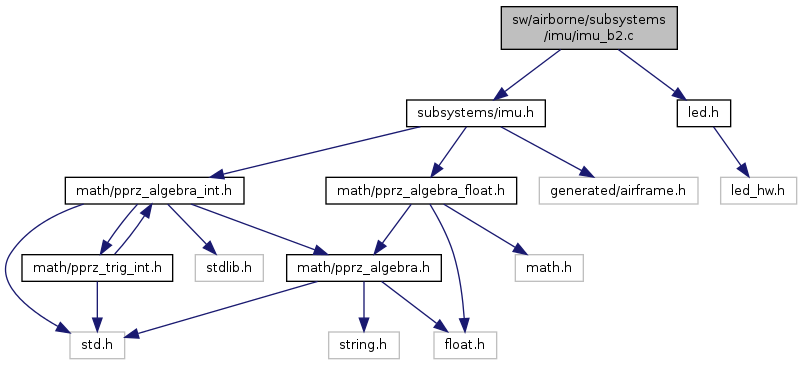 sw/airborne/subsystems
/imu/imu_b2.c
subsystems/imu.h
led.h
math/pprz_algebra_int.h
math/pprz_algebra_float.h
generated/airframe.h
led_hw.h
math/pprz_trig_int.h
stdlib.h
math/pprz_algebra.h
math.h
std.h
string.h
float.h